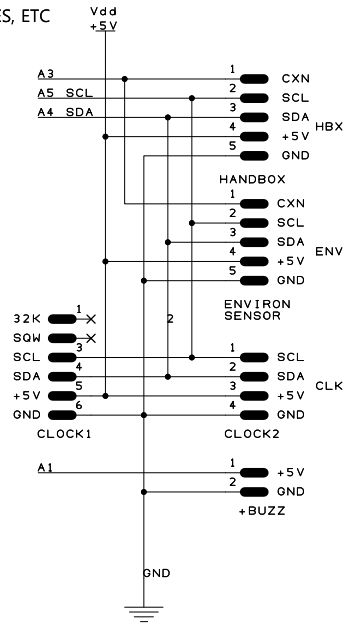 ES, ETC
Vdd
+5V
A3 1 CXN
A5 SCL 2 SCL
A4 SDA 3 SDA HBX
4 +5V
5 GND
HANDBOX
1 CXN
2 SCL
3 SDA ENV
4 +5V
5 GND
ENVIRON
SENSOR
32K 1 2
SQW
SCL 3 1 SCL
SDA 4 2 SDA CLK
+5V 5 3 +5V
GND 6 4 GND
CLOCK1 CLOCK2
A1 1 +5V
2 GND
+BUZZ
GND